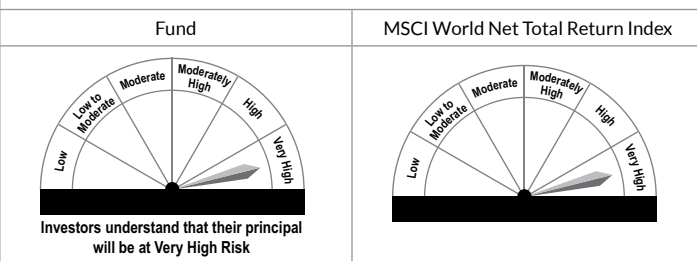 Fund
Low
Low to
Moderate
Moderate
Moderately
High
High
Very High
Investors understand that their principal
will be at Very High Risk
MSCI World Net Total Return Index
Low
Low to
Moderate
Moderate
Moderately
High
High
Very High